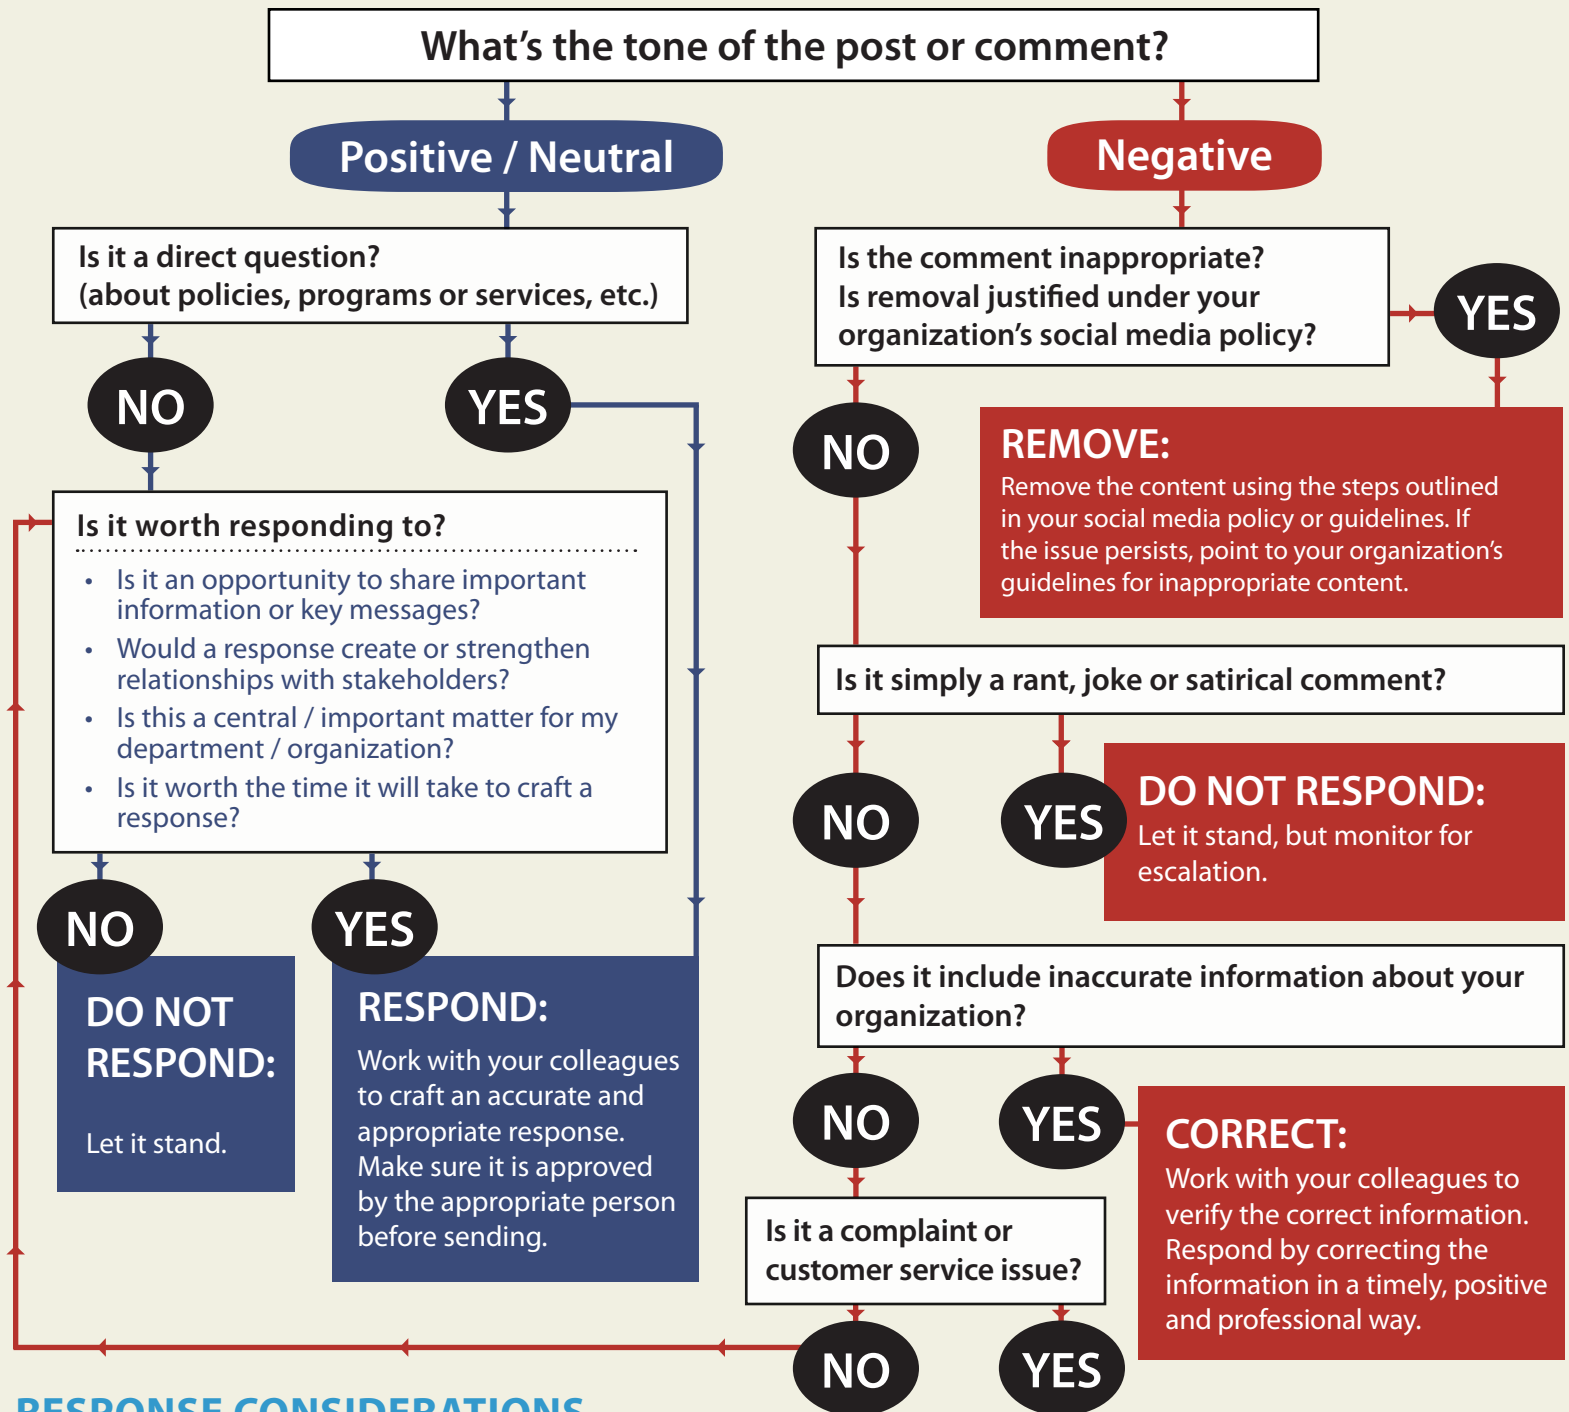 What's the tone of the post or comment?
Positive / Neutral
Negative
Is it a direct question?
(about policies, programs or services, etc.)
NO
YES
Is it worth responding to?
• Is it an opportunity to share important
information or key messages?
• Would a response create or strengthen
relationships with stakeholders?
• Is this a central / important matter for my
department / organization?
• Is it worth the time it will take to craft a
response?
NO
YES
DO NOT
RESPOND:
Let it stand.
RESPOND:
Work with your colleagues
to craft an accurate and
appropriate response.
Make sure it is approved
by the appropriate person
before sending.
Is the comment inappropriate?
Is removal justified under your
organization's social media policy?
YES
NO
REMOVE:
Remove the content using the steps outlined
in your social media policy or guidelines. If
the issue persists, point to your organization's
guidelines for inappropriate content.
Is it simply a rant, joke or satirical comment?
NO
YES
DO NOT RESPOND:
Let it stand, but monitor for
escalation.
Does it include inaccurate information about your
organization?
NO
YES
CORRECT:
Work with your colleagues to
verify the correct information.
Respond by correcting the
information in a timely, positive
and professional way.
Is it a complaint or
customer service issue?
NO
YES
RESPONSE CONSIDERATIONS